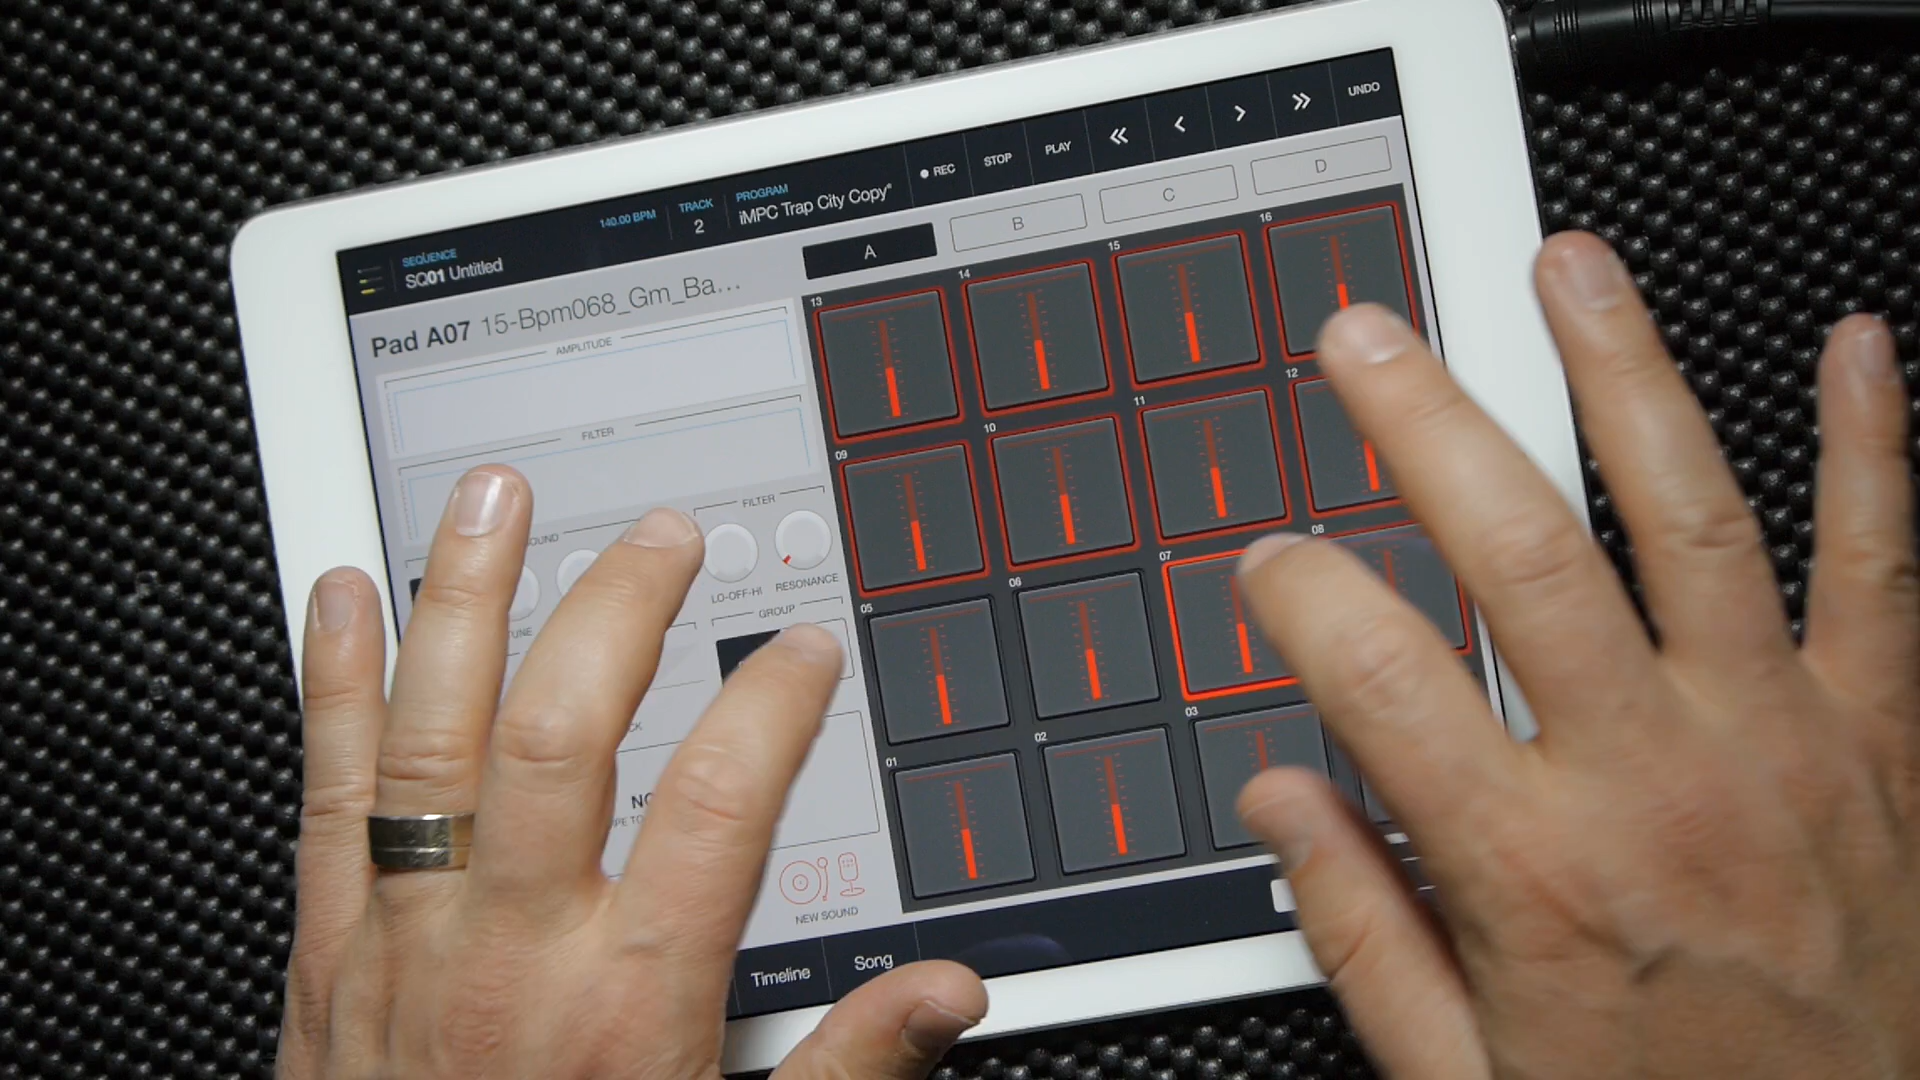 SEQUENCE
SQ01 Untitled
140.00 BPM
TRACK
2
PROGRAM
iMPC Trap City Copy*
REC
STOP
PLAY
UNDO
A
B
C
D
Pad A07 15-Bpm068_Gm_Ba...
AMPLITUDE
FILTER
FILTER
LO-OFF-HI
RESONANCE
GROUP
13
14
15
16
09
10
11
12
05
06
07
08
01
02
03
NEW SOUND
Timeline
Song